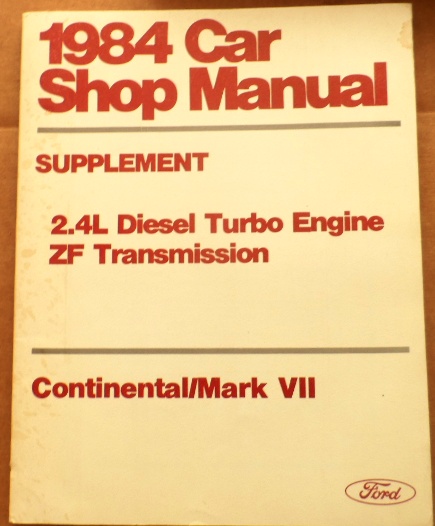 1984 Car
Shop Manual
SUPPLEMENT
2.4L Diesel Turbo Engine
ZF Transmission
Continental/Mark VII
Ford